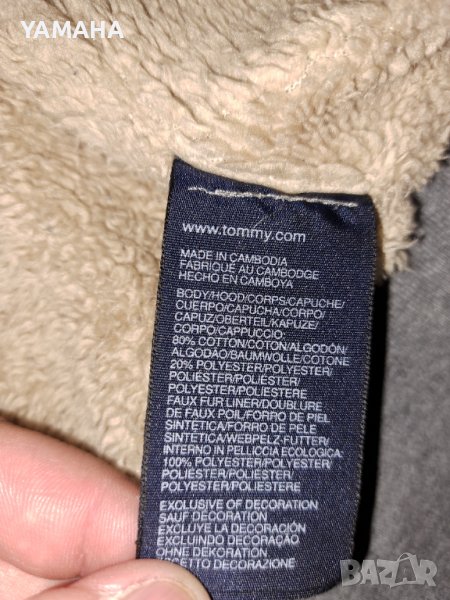 YAMAHA
www.tommy.com
MADE IN CAMBODIA
FABRIQUÉ AU CAMBODGE
HECHO EN CAMBOYA
BODY/HOOD/CORPS/CAPUCHE/
CUERPO/CAPUCHA/CORPO/
CAPUZ/OBERTEIL/KAPUZE/
CORPO/CAPPUCCIO:
80% COTTON/COTON/ALGODÓN/
ALGODÃO/BAUMWOLLE/COTONE
20% POLYESTER/POLYESTER/
POLIÉSTER/POLIÉSTER/
POLYESTER/POLIESTERE
FAUX FUR LINER/DOUBLURE
DE FAUX POIL/FORRO DE PIEL
SINTÉTICA/FORRO DE PELE
SINTÉTICA/WEBPELZ-FUTTER/
INTERNO IN PELLICCIA ECOLOGICA:
100% POLYESTER/POLYESTER/
POLIÉSTER/POLIÉSTER/
POLYESTER/POLIESTERE
EXCLUSIVE OF DECORATION
SAUF DECORATION
EXCLUYE LA DECORACIÓN
EXCLUINDO DECORAÇÃO
OHNE DEKORATION
ECCETTO DECORAZIONE
BAZAR